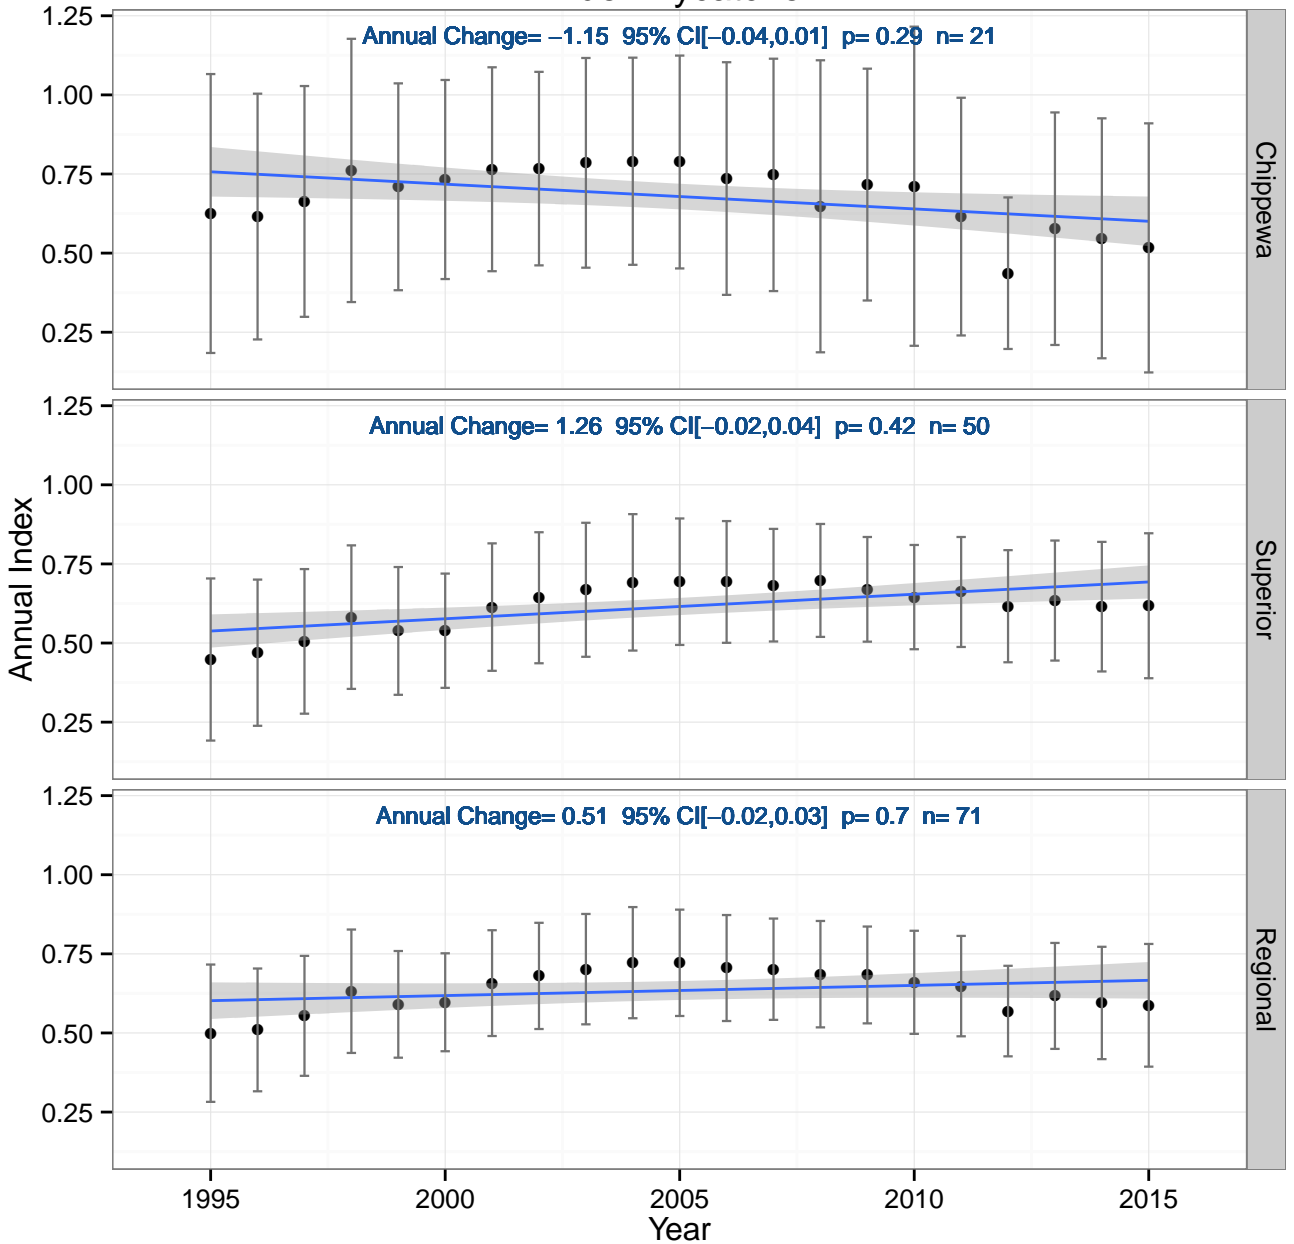 1.25
Annual Change= −1.15 95% CI[−0.04,0.01] p= 0.29 n= 21
1.00
0.75
0.50
0.25
Chippewa
1.25
Annual Change= 1.26 95% CI[−0.02,0.04] p= 0.42 n= 50
1.00
0.75
0.50
0.25
Superior
Annual Index
1.25
Annual Change= 0.51 95% CI[−0.02,0.03] p= 0.7 n= 71
1.00
0.75
0.50
0.25
Regional
1995 2000 2005 2010 2015
Year